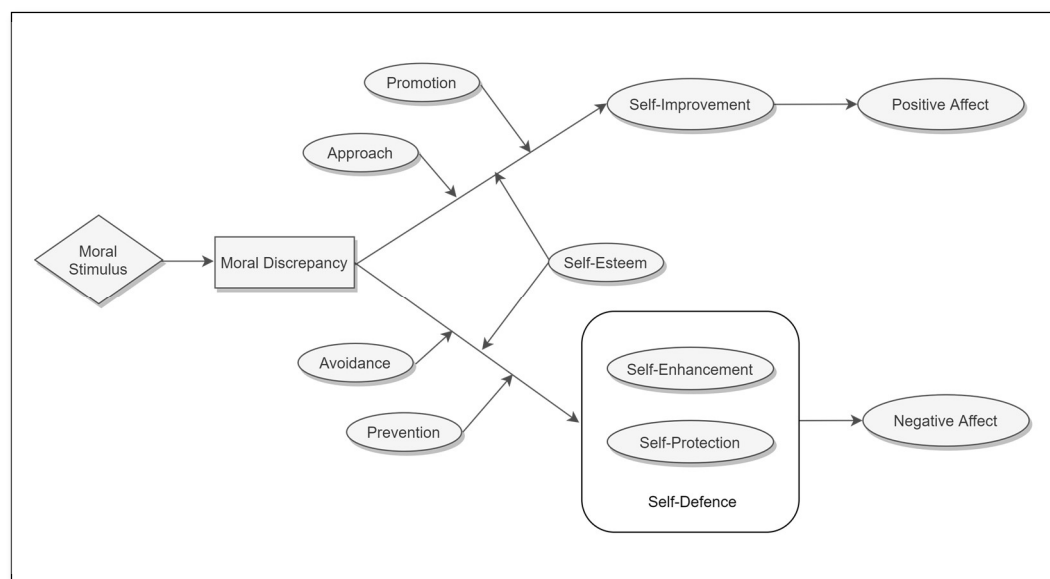 Promotion
Self-Improvement
Positive Affect
Approach
Moral
Stimulus
Moral Discrepancy
Self-Esteem
Avoidance
Self-Enhancement
Prevention
Negative Affect
Self-Protection
Self-Defence